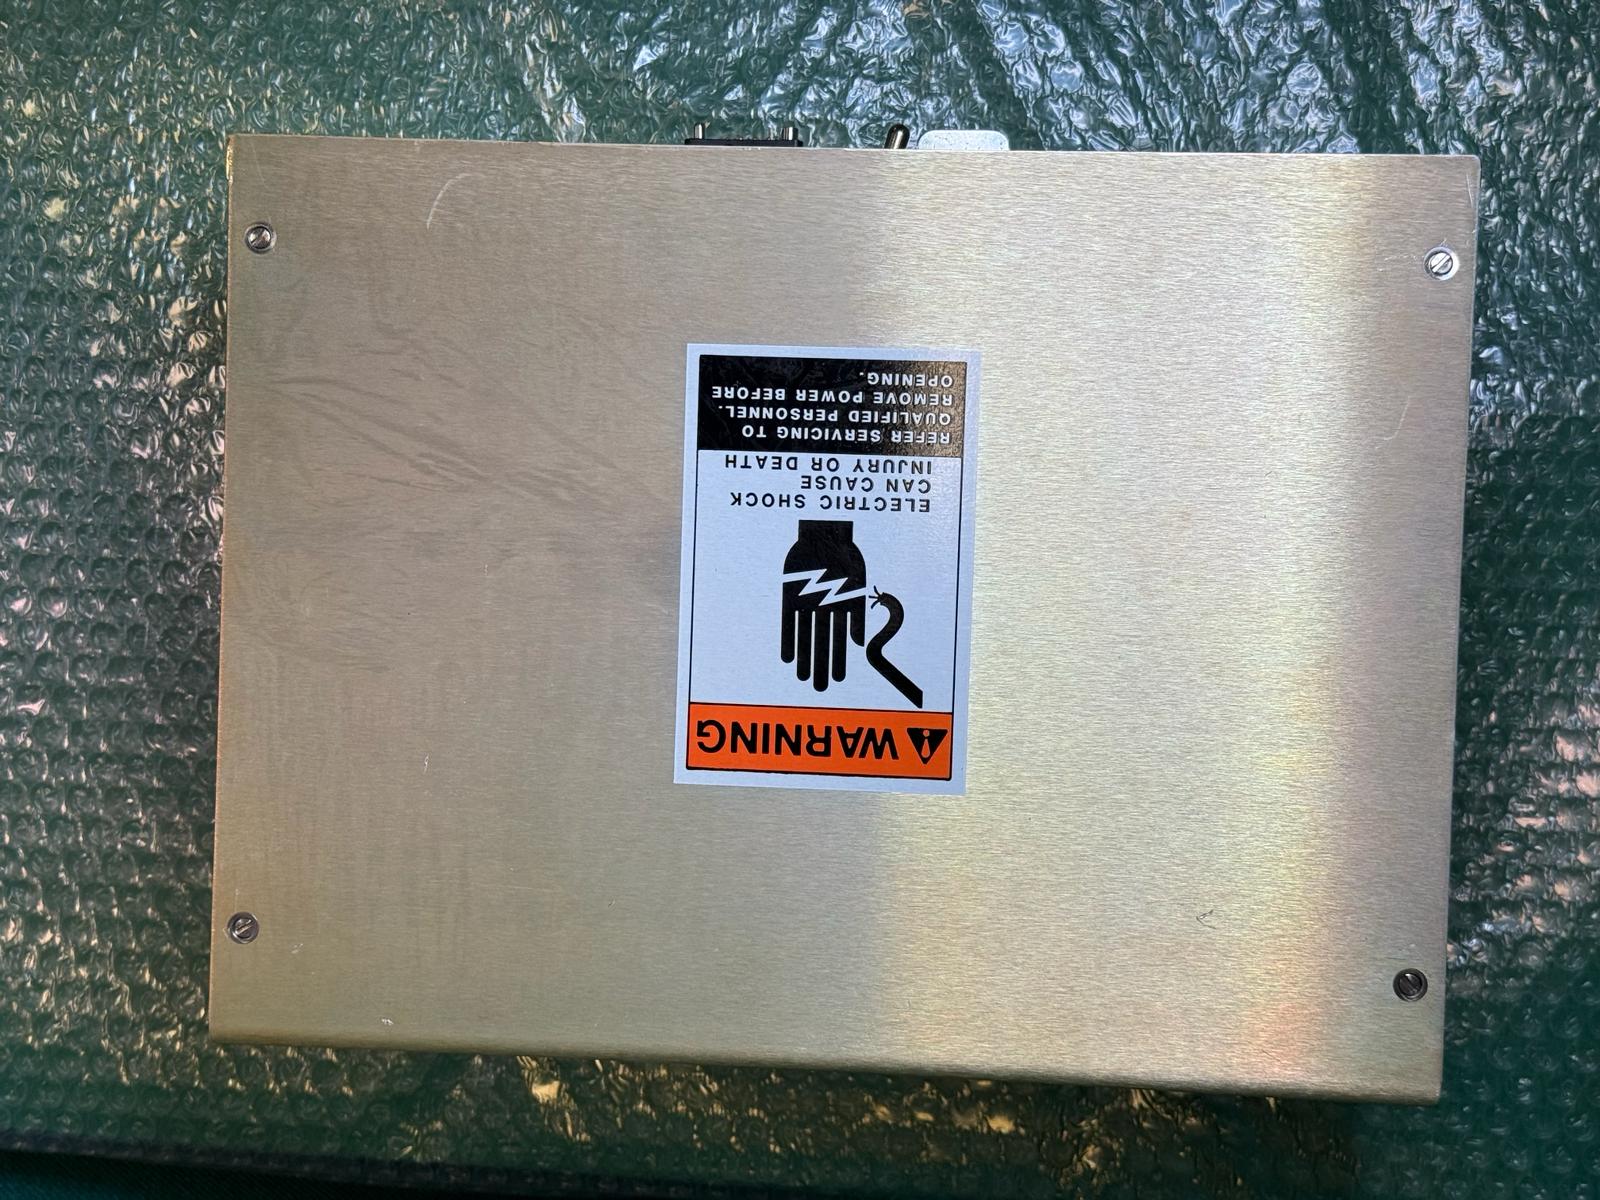 WARNING
ELECTRIC SHOCK
CAN CAUSE
INJURY OR DEATH
REFER SERVICING TO
QUALIFIED PERSONNEL.
REMOVE POWER BEFORE
OPENING.